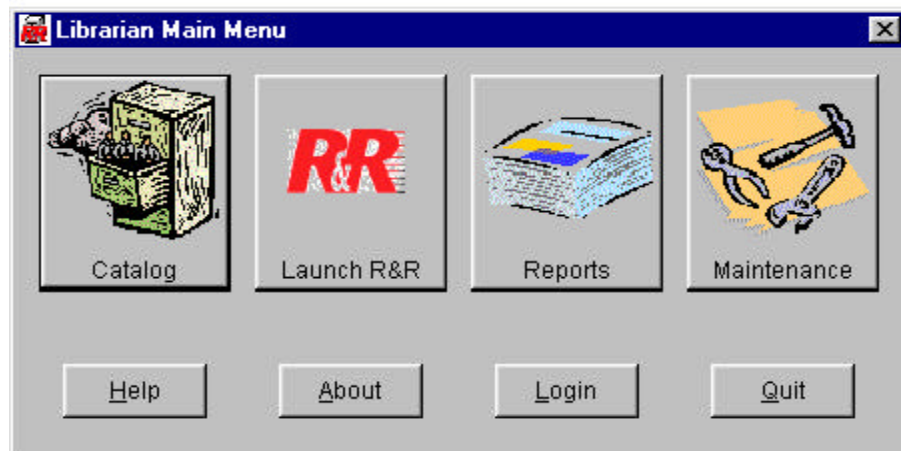 Librarian Main Menu
R&R
Catalog
Launch R&R
Reports
Maintenance
Help
About
Login
Quit